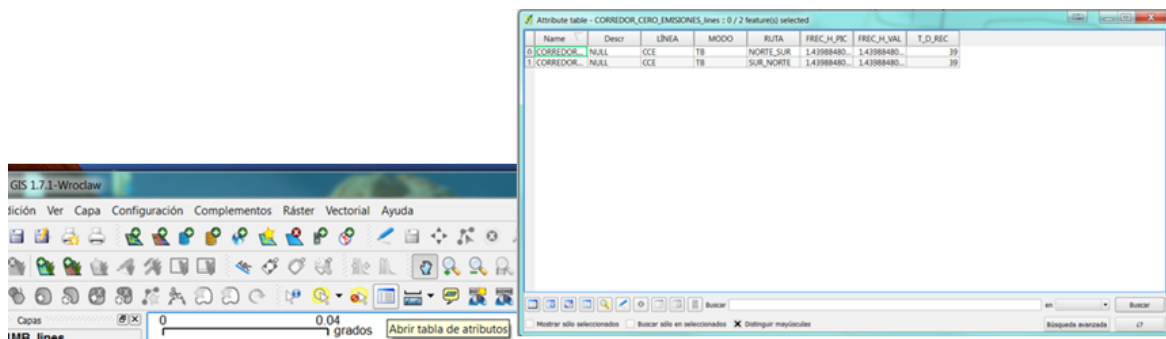 Attribute table - CORREDOR_CERO_EMISIONES_lines :: 0 / 2 feature(s) selected
Name Descr LÍNEA MODO RUTA FREC_H_PIC FREC_H_VAL T_D_REC
0 CORREDOR... NULL CCE TB NORTE_SUR 1.43988480... 1.43988480... 39
1 CORREDOR... NULL CCE TB SUR_NORTE 1.43988480... 1.43988480... 39
Buscar en Buscar
Mostrar sólo seleccionados Buscar sólo en seleccionados Distinguir mayúsculas Búsqueda avanzada ¿?
GIS 1.7.1-Wroclaw
dición Ver Capa Configuración Complementos Ráster Vectorial Ayuda
Capas 0 0.04
grados Abrir tabla de atributos
lines